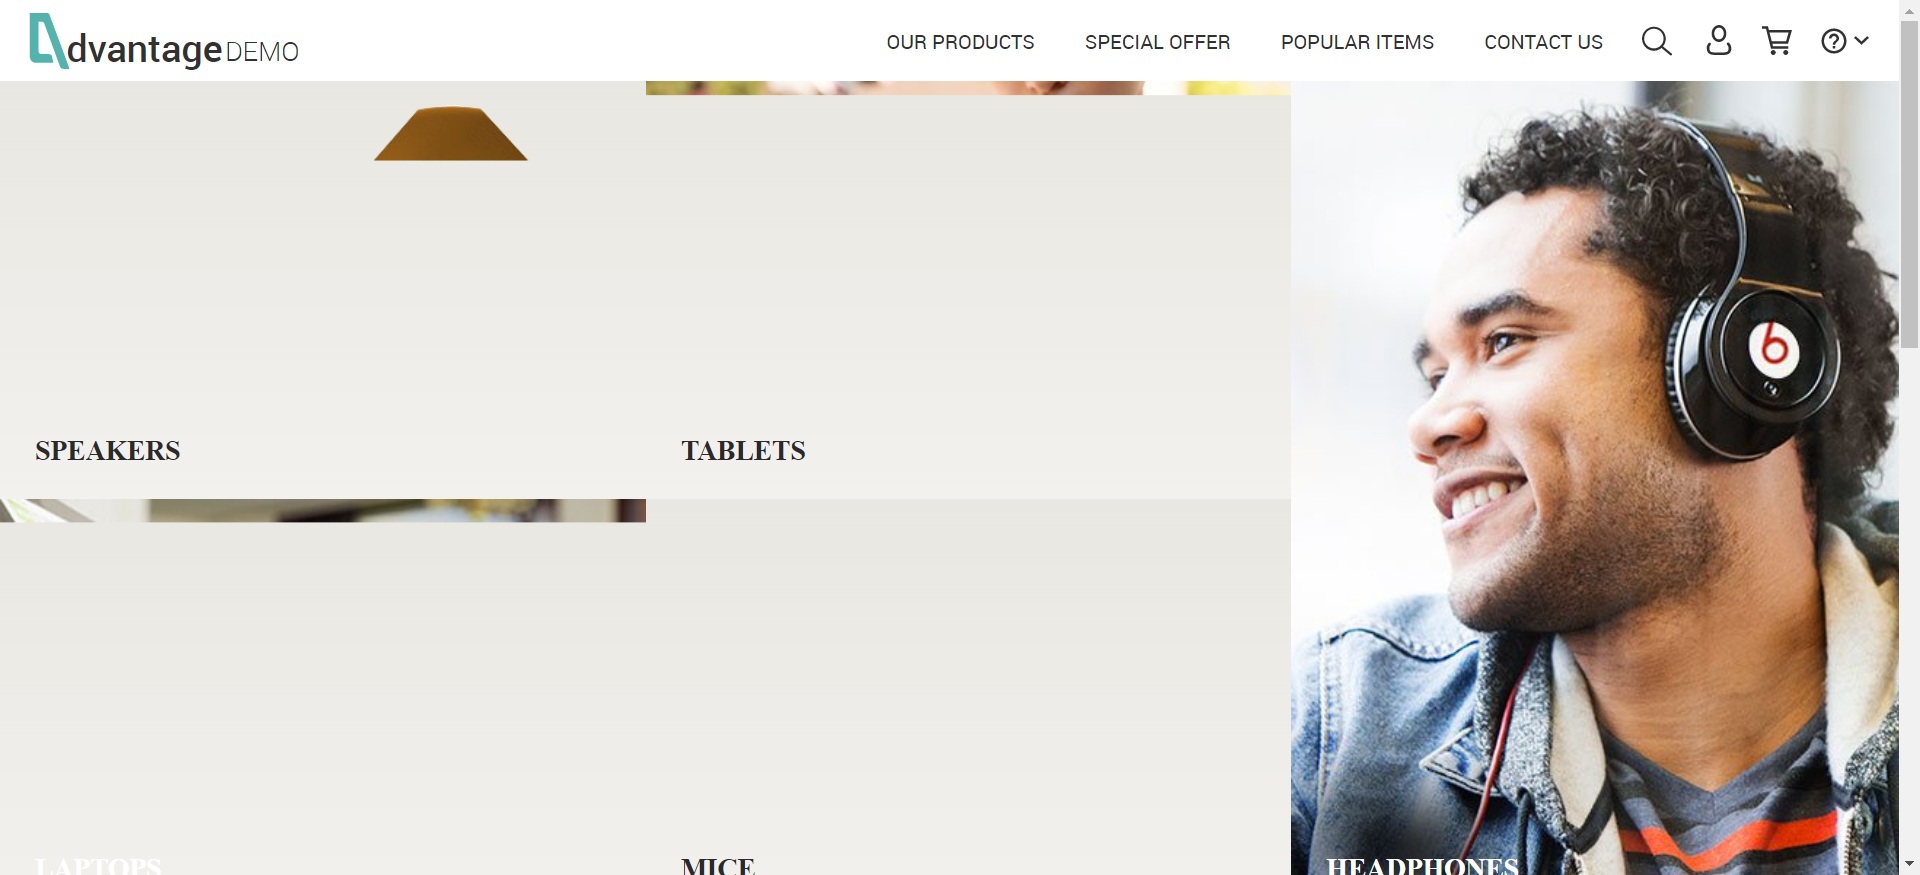 dvantage DEMO
OUR PRODUCTS
SPECIAL OFFER
POPULAR ITEMS
CONTACT US
SPEAKERS
TABLETS
LAPTOPS
MICE
HEADPHONES